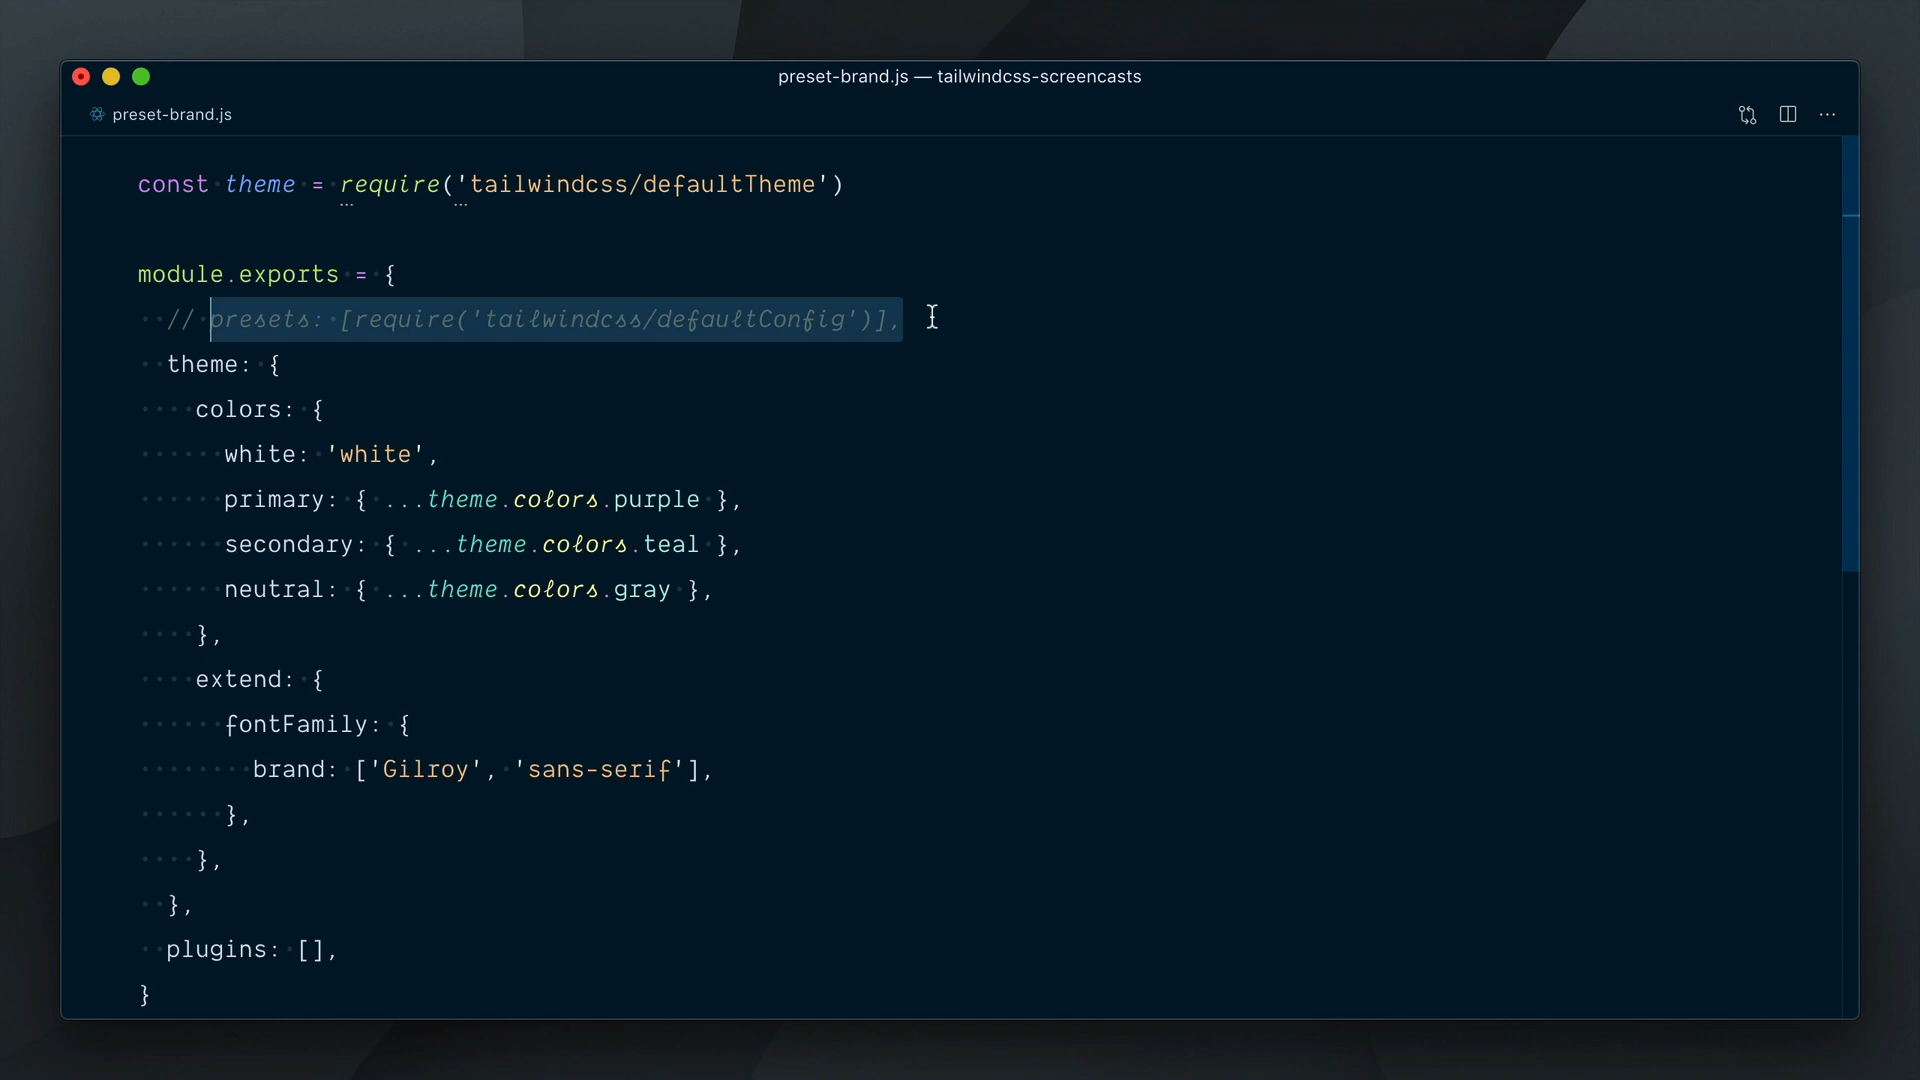 preset-brand.js — tailwindcss-screencasts
preset-brand.js
const theme = require('tailwindcss/defaultTheme')
module.exports = {
// presets: [require('tailwindcss/defaultConfig')],
theme: {
colors: {
white: 'white',
primary: { ...theme.colors.purple },
secondary: { ...theme.colors.teal },
neutral: { ...theme.colors.gray },
},
extend: {
fontFamily: {
brand: ['Gilroy', 'sans-serif'],
},
},
},
plugins: [],
}